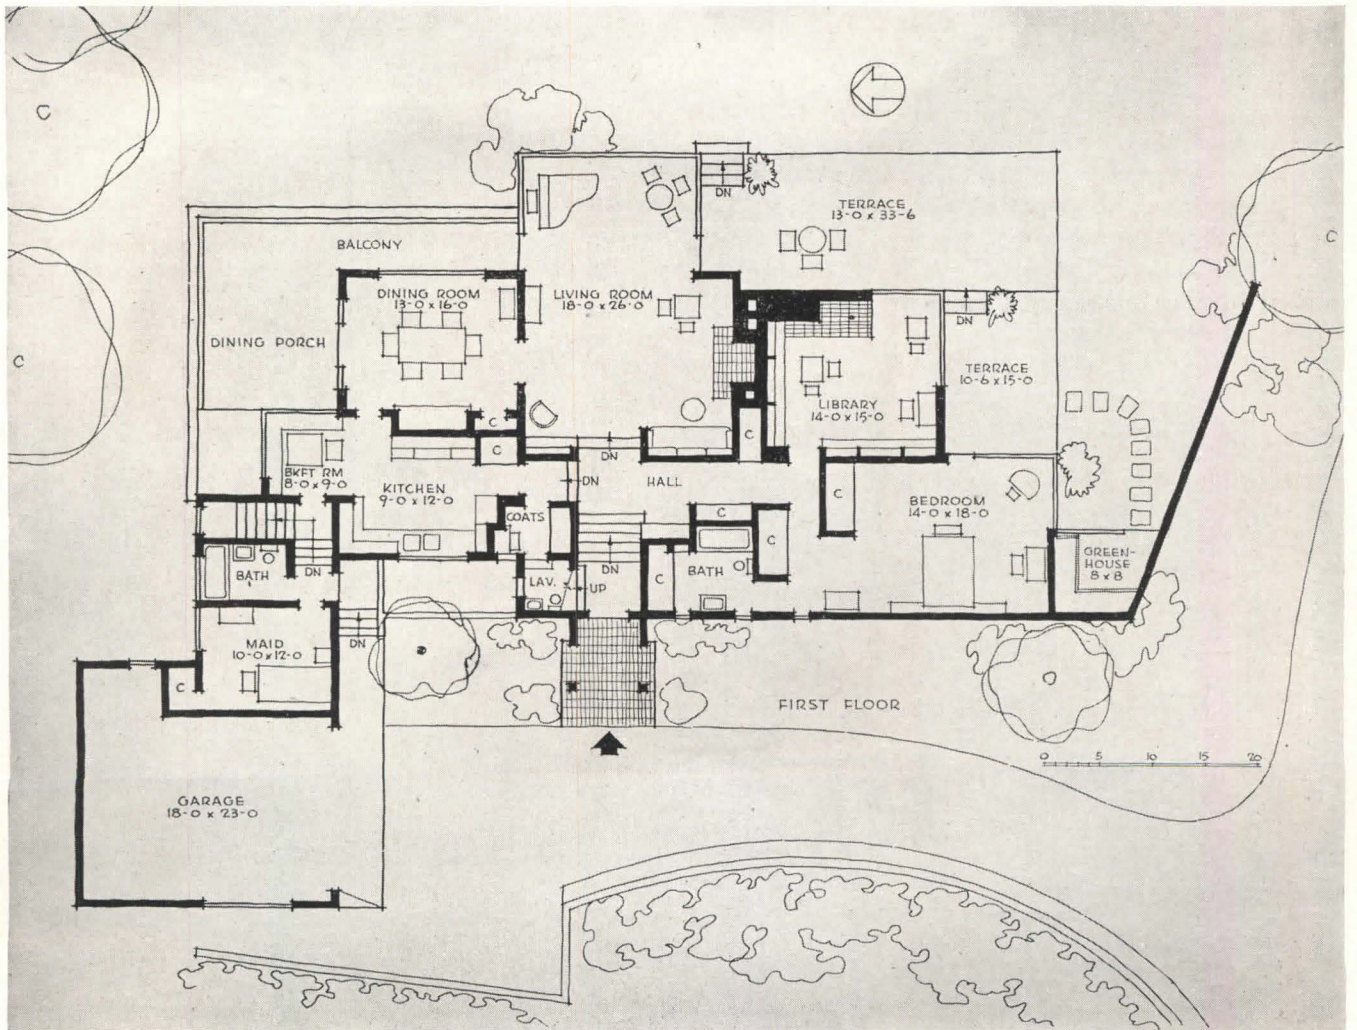 DN
TERRACE
13-0 x 33-6
BALCONY
DINING ROOM
13-0 x 16-0
LIVING ROOM
18-0 x 26-0
DN
DINING PORCH
TERRACE
10-6 x 15-0
LIBRARY
14-0 x 15-0
C
C
C
BKFT RM
8-0 x 9-0
KITCHEN
9-0 x 12-0
DN
DN
HALL
C
BEDROOM
14-0 x 18-0
COATS
C
C
DN
BATH
DN
LAV.
UP
C
BATH
GREEN-
HOUSE
8 x 8
MAID
10-0 x 12-0
DN
C
FIRST FLOOR
0 5 10 15 20
GARAGE
18-0 x 23-0